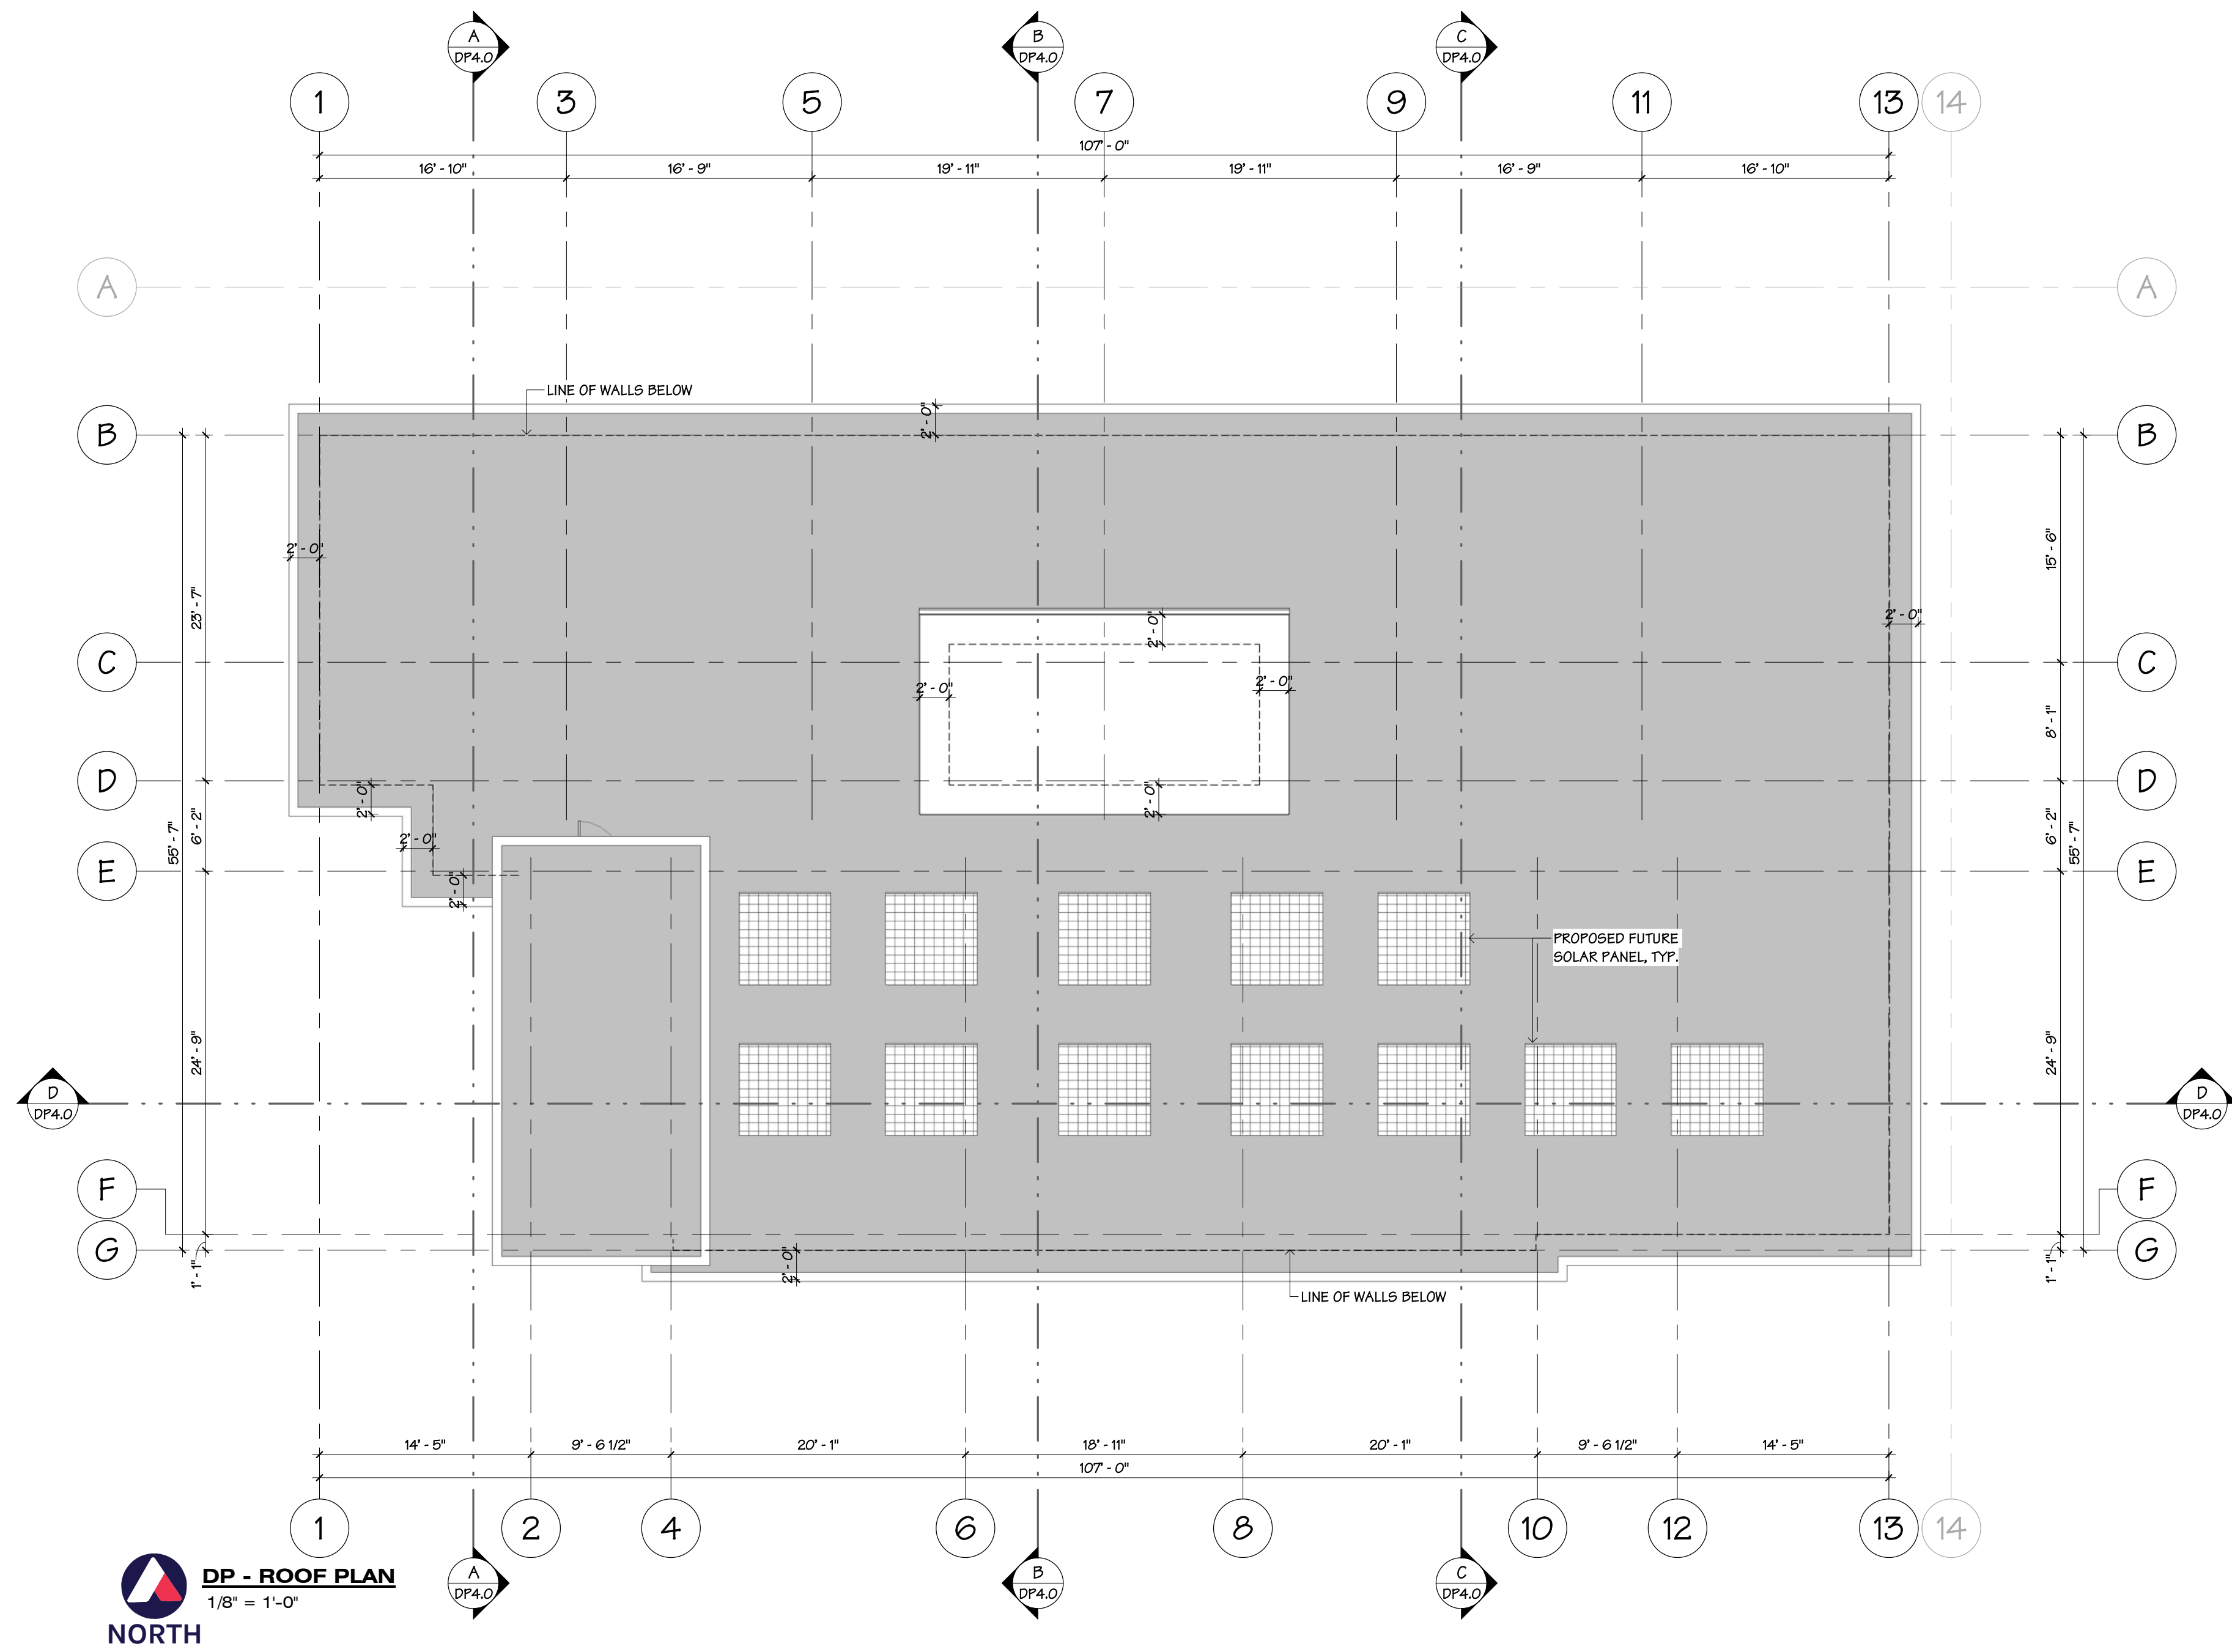 A
DP4.0
B
DP4.0
C
DP4.0
1
3
5
7
9
11
13
14
107' - 0"
16' - 10"
16' - 9"
19' - 11"
19' - 11"
16' - 9"
16' - 10"
A
A
LINE OF WALLS BELOW
2' - 0"
B
B
2' - 0"
23' - 7"
15' - 6"
2' - 0"
2' - 0"
C
C
2' - 0"
2' - 0"
8' - 1"
D
D
2' - 0"
2' - 0"
55' - 7"
6' - 2"
2' - 0"
6' - 2"
55' - 7"
E
E
2' - 0"
PROPOSED FUTURE
SOLAR PANEL, TYP.
24' - 9"
24' - 9"
D
DP4.0
D
DP4.0
F
F
G
G
1' - 1"
2' - 0"
1' - 1"
LINE OF WALLS BELOW
14' - 5"
9' - 6 1/2"
20' - 1"
18' - 11"
20' - 1"
9' - 6 1/2"
14' - 5"
107' - 0"
1
2
4
6
8
10
12
13
14
A
DP4.0
B
DP4.0
C
DP4.0
DP - ROOF PLAN
1/8" = 1'-0"
NORTH